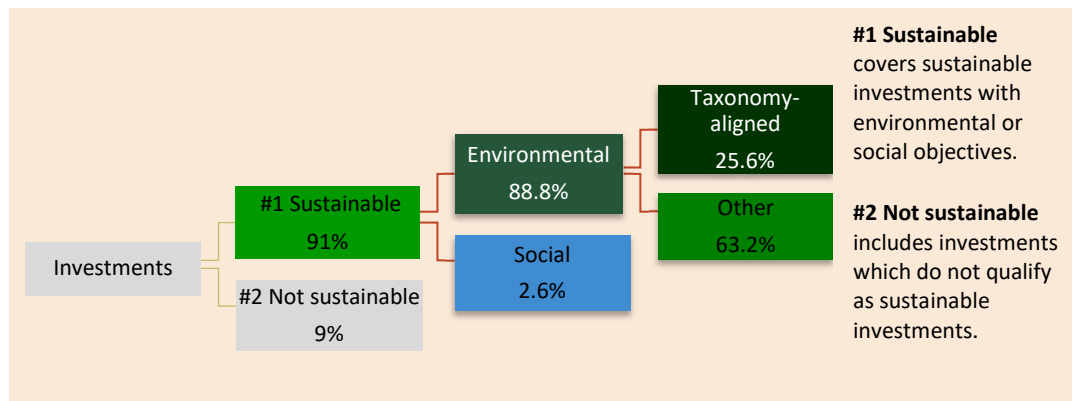 Investments
#1 Sustainable
91%
#2 Not sustainable
9%
Environmental
88.8%
Social
2.6%
Taxonomy-
aligned
25.6%
Other
63.2%
#1 Sustainable
covers sustainable
investments with
environmental or
social objectives.
#2 Not sustainable
includes investments
which do not qualify
as sustainable
investments.